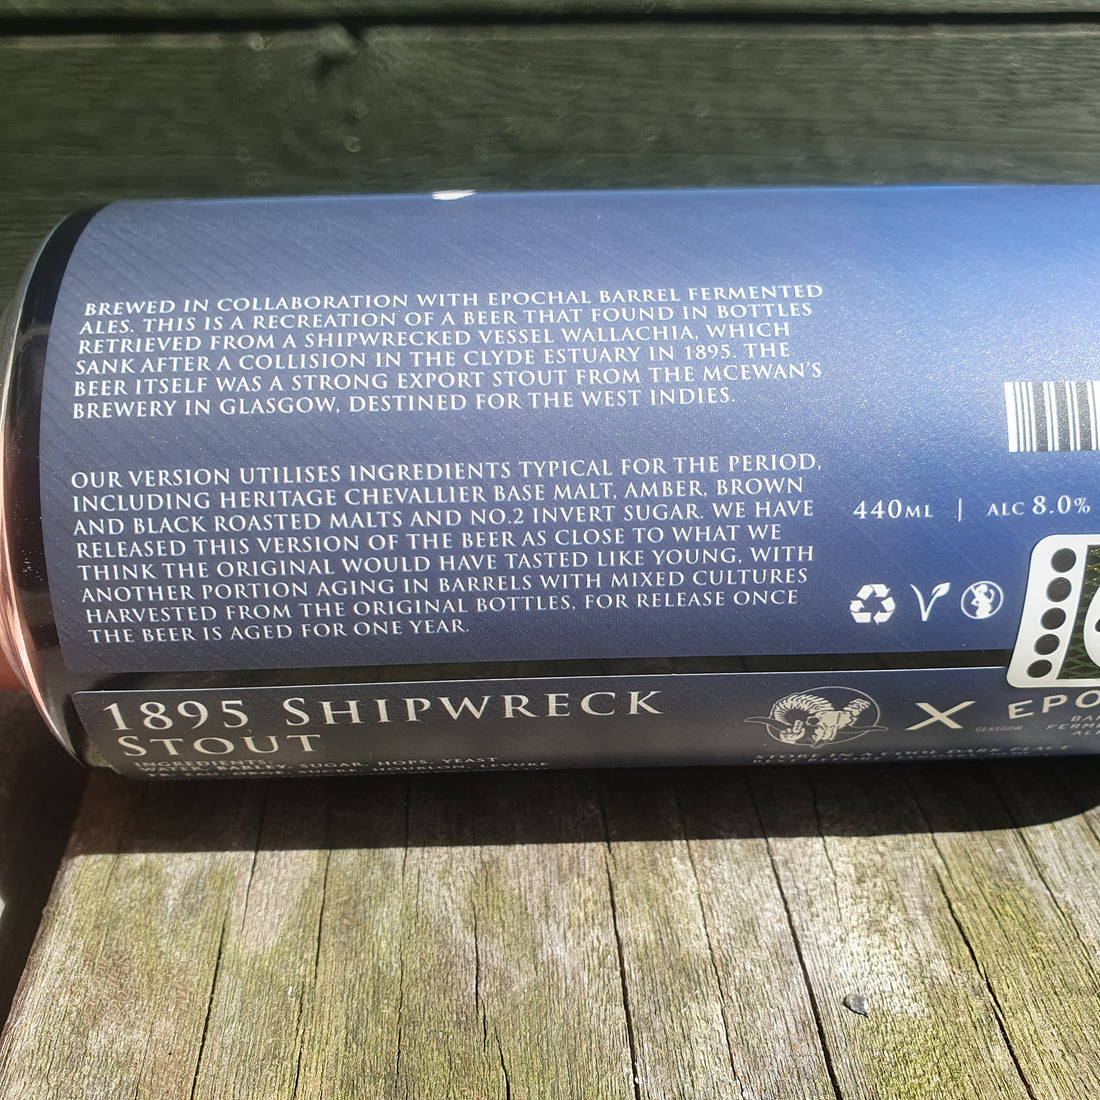 BREWED IN COLLABORATION WITH EPOCHAL BARREL FERMENTED
ALES. THIS IS A RECREATION OF A BEER THAT FOUND IN BOTTLES
RETRIEVED FROM A SHIPWRECKED VESSEL WALLACHIA, WHICH
SANK AFTER A COLLISION IN THE CLYDE ESTUARY IN 1895. THE
BEER ITSELF WAS A STRONG EXPORT STOUT FROM THE MCEWAN'S
BREWERY IN GLASGOW, DESTINED FOR THE WEST INDIES.
OUR VERSION UTILISES INGREDIENTS TYPICAL FOR THE PERIOD,
INCLUDING HERITAGE CHEVALLIER BASE MALT, AMBER, BROWN
AND BLACK ROASTED MALTS AND NO.2 INVERT SUGAR. WE HAVE
RELEASED THIS VERSION OF THE BEER AS CLOSE TO WHAT WE
THINK THE ORIGINAL WOULD HAVE TASTED LIKE YOUNG, WITH
ANOTHER PORTION AGING IN BARRELS WITH MIXED CULTURES
HARVESTED FROM THE ORIGINAL BOTTLES, FOR RELEASE ONCE
THE BEER IS AGED FOR ONE YEAR.
440ML | ALC 8.0%
1895 SHIPWRECK
STOUT
X
GLASGOW
EPO
INGREDIENTS:
SUGAR, HOPS, YEAST
COOL DARK PLACE